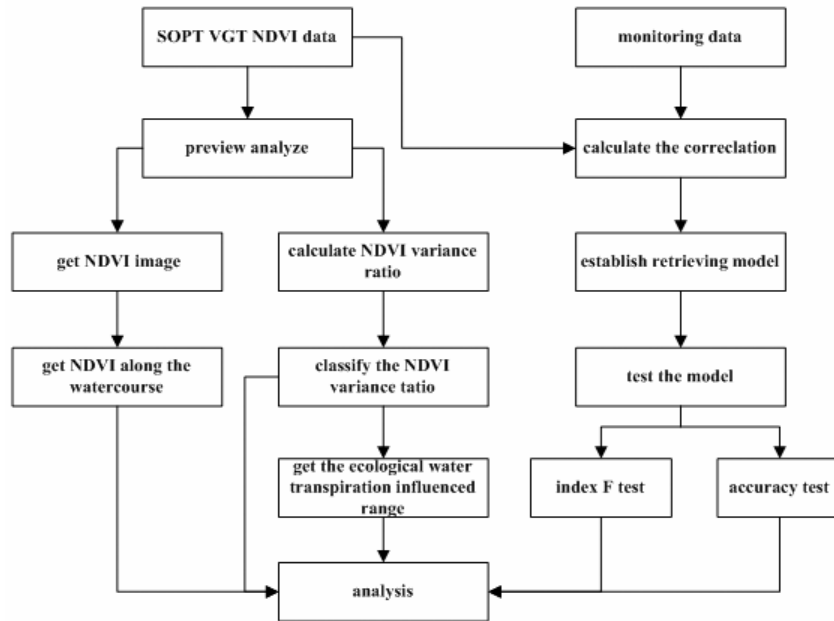 SOPT VGT NDVI data
monitoring data
preview analyze
calculate the correclation
get NDVI image
calculate NDVI variance
ratio
establish retrieving model
get NDVI along the
watercourse
classify the NDVI
variance tatio
test the model
get the ecological water
transpiration influenced
range
index F test
accuracy test
analysis